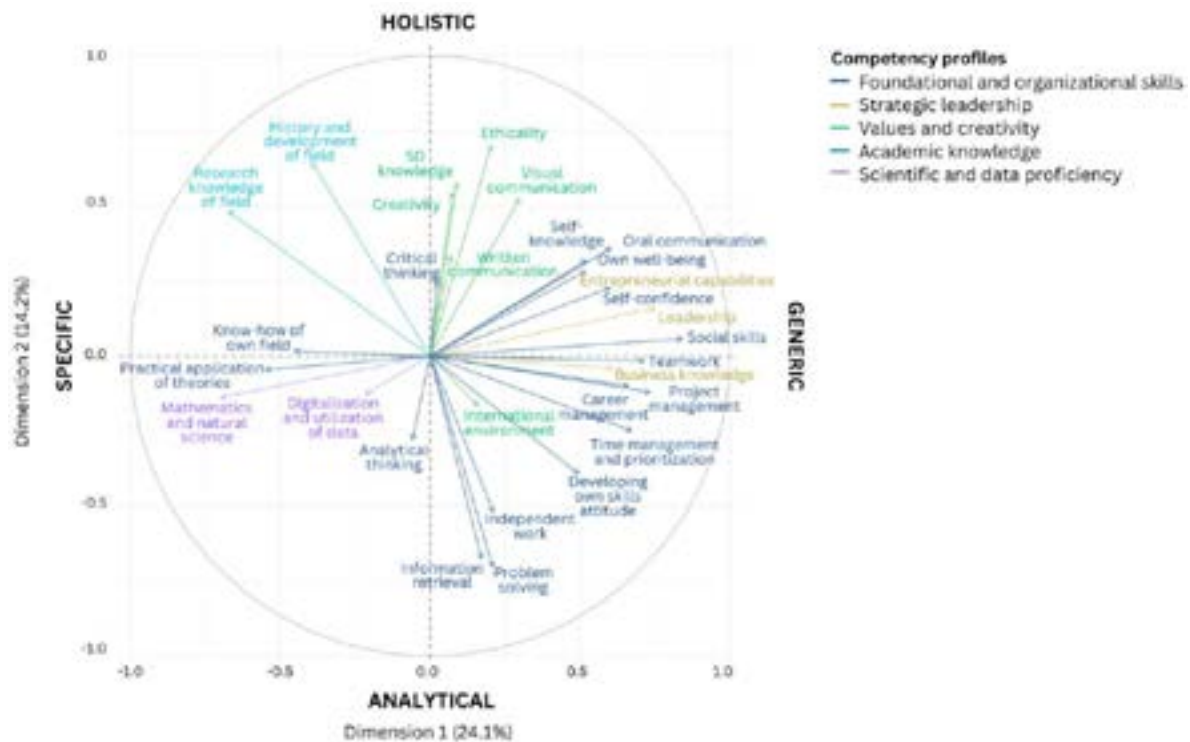 HOLISTIC
1.0
0.5
0.0
-0.5
-1.0
Dimension 2 (14.2%)
SPECIFIC
GENERIC
History and
development
of field
Research
knowledge
of field
SD
knowledge
Creativity
Ethicality
Visual
communication
Critical
thinking
Written
communication
Self-
knowledge
Oral communication
Own well-being
Entrepreneurial capabilities
Self-confidence
Leadership
Social skills
Know-how of
own field
Practical application
of theories
Mathematics
and natural
science
Digitalisation
and utilization
of data
Analytical
thinking
Teamwork
Business knowledge
Career
management
Project
management
International
environment
Time management
and prioritization
Developing
own skills
attitude
Independent
work
Information
retrieval
Problem
solving
-1.0
-0.5
0.0
0.5
1.0
ANALYTICAL
Dimension 1 (24.1%)
Competency profiles
Foundational and organizational skills
Strategic leadership
Values and creativity
Academic knowledge
Scientific and data proficiency